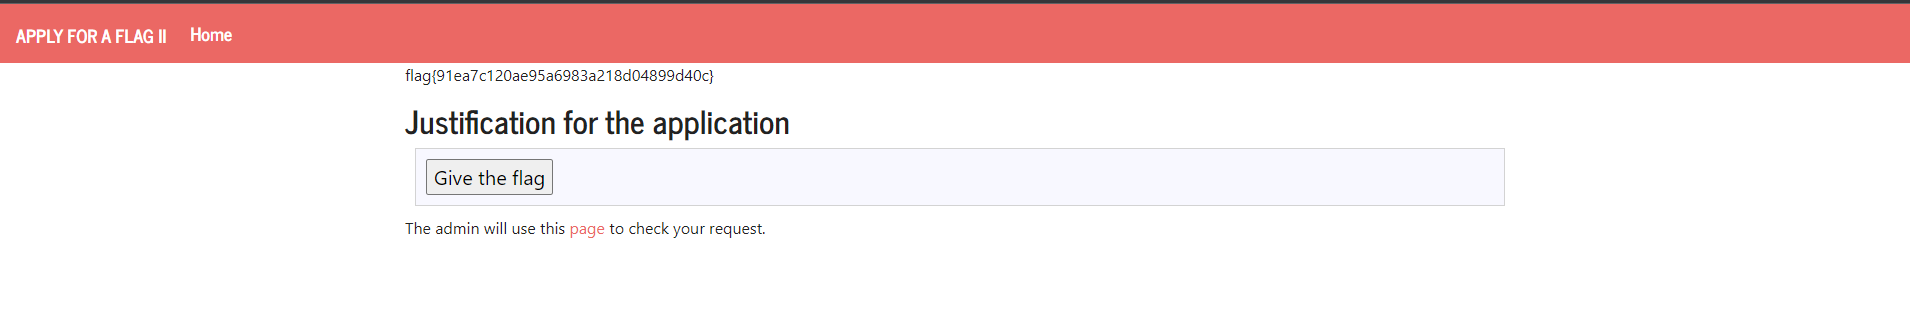 APPLY FOR A FLAG II Home
flag{91ea7c120ae95a6983a218d04899d40c}
Justification for the application
Give the flag
The admin will use this page to check your request.